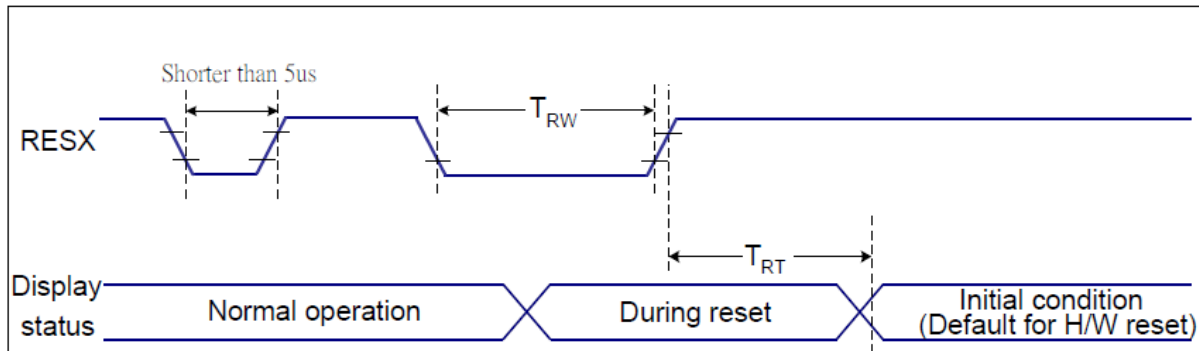 Shorter than 5us
RESX
TRW
TRT
Display
status
Normal operation
During reset
Initial condition
(Default for H/W reset)